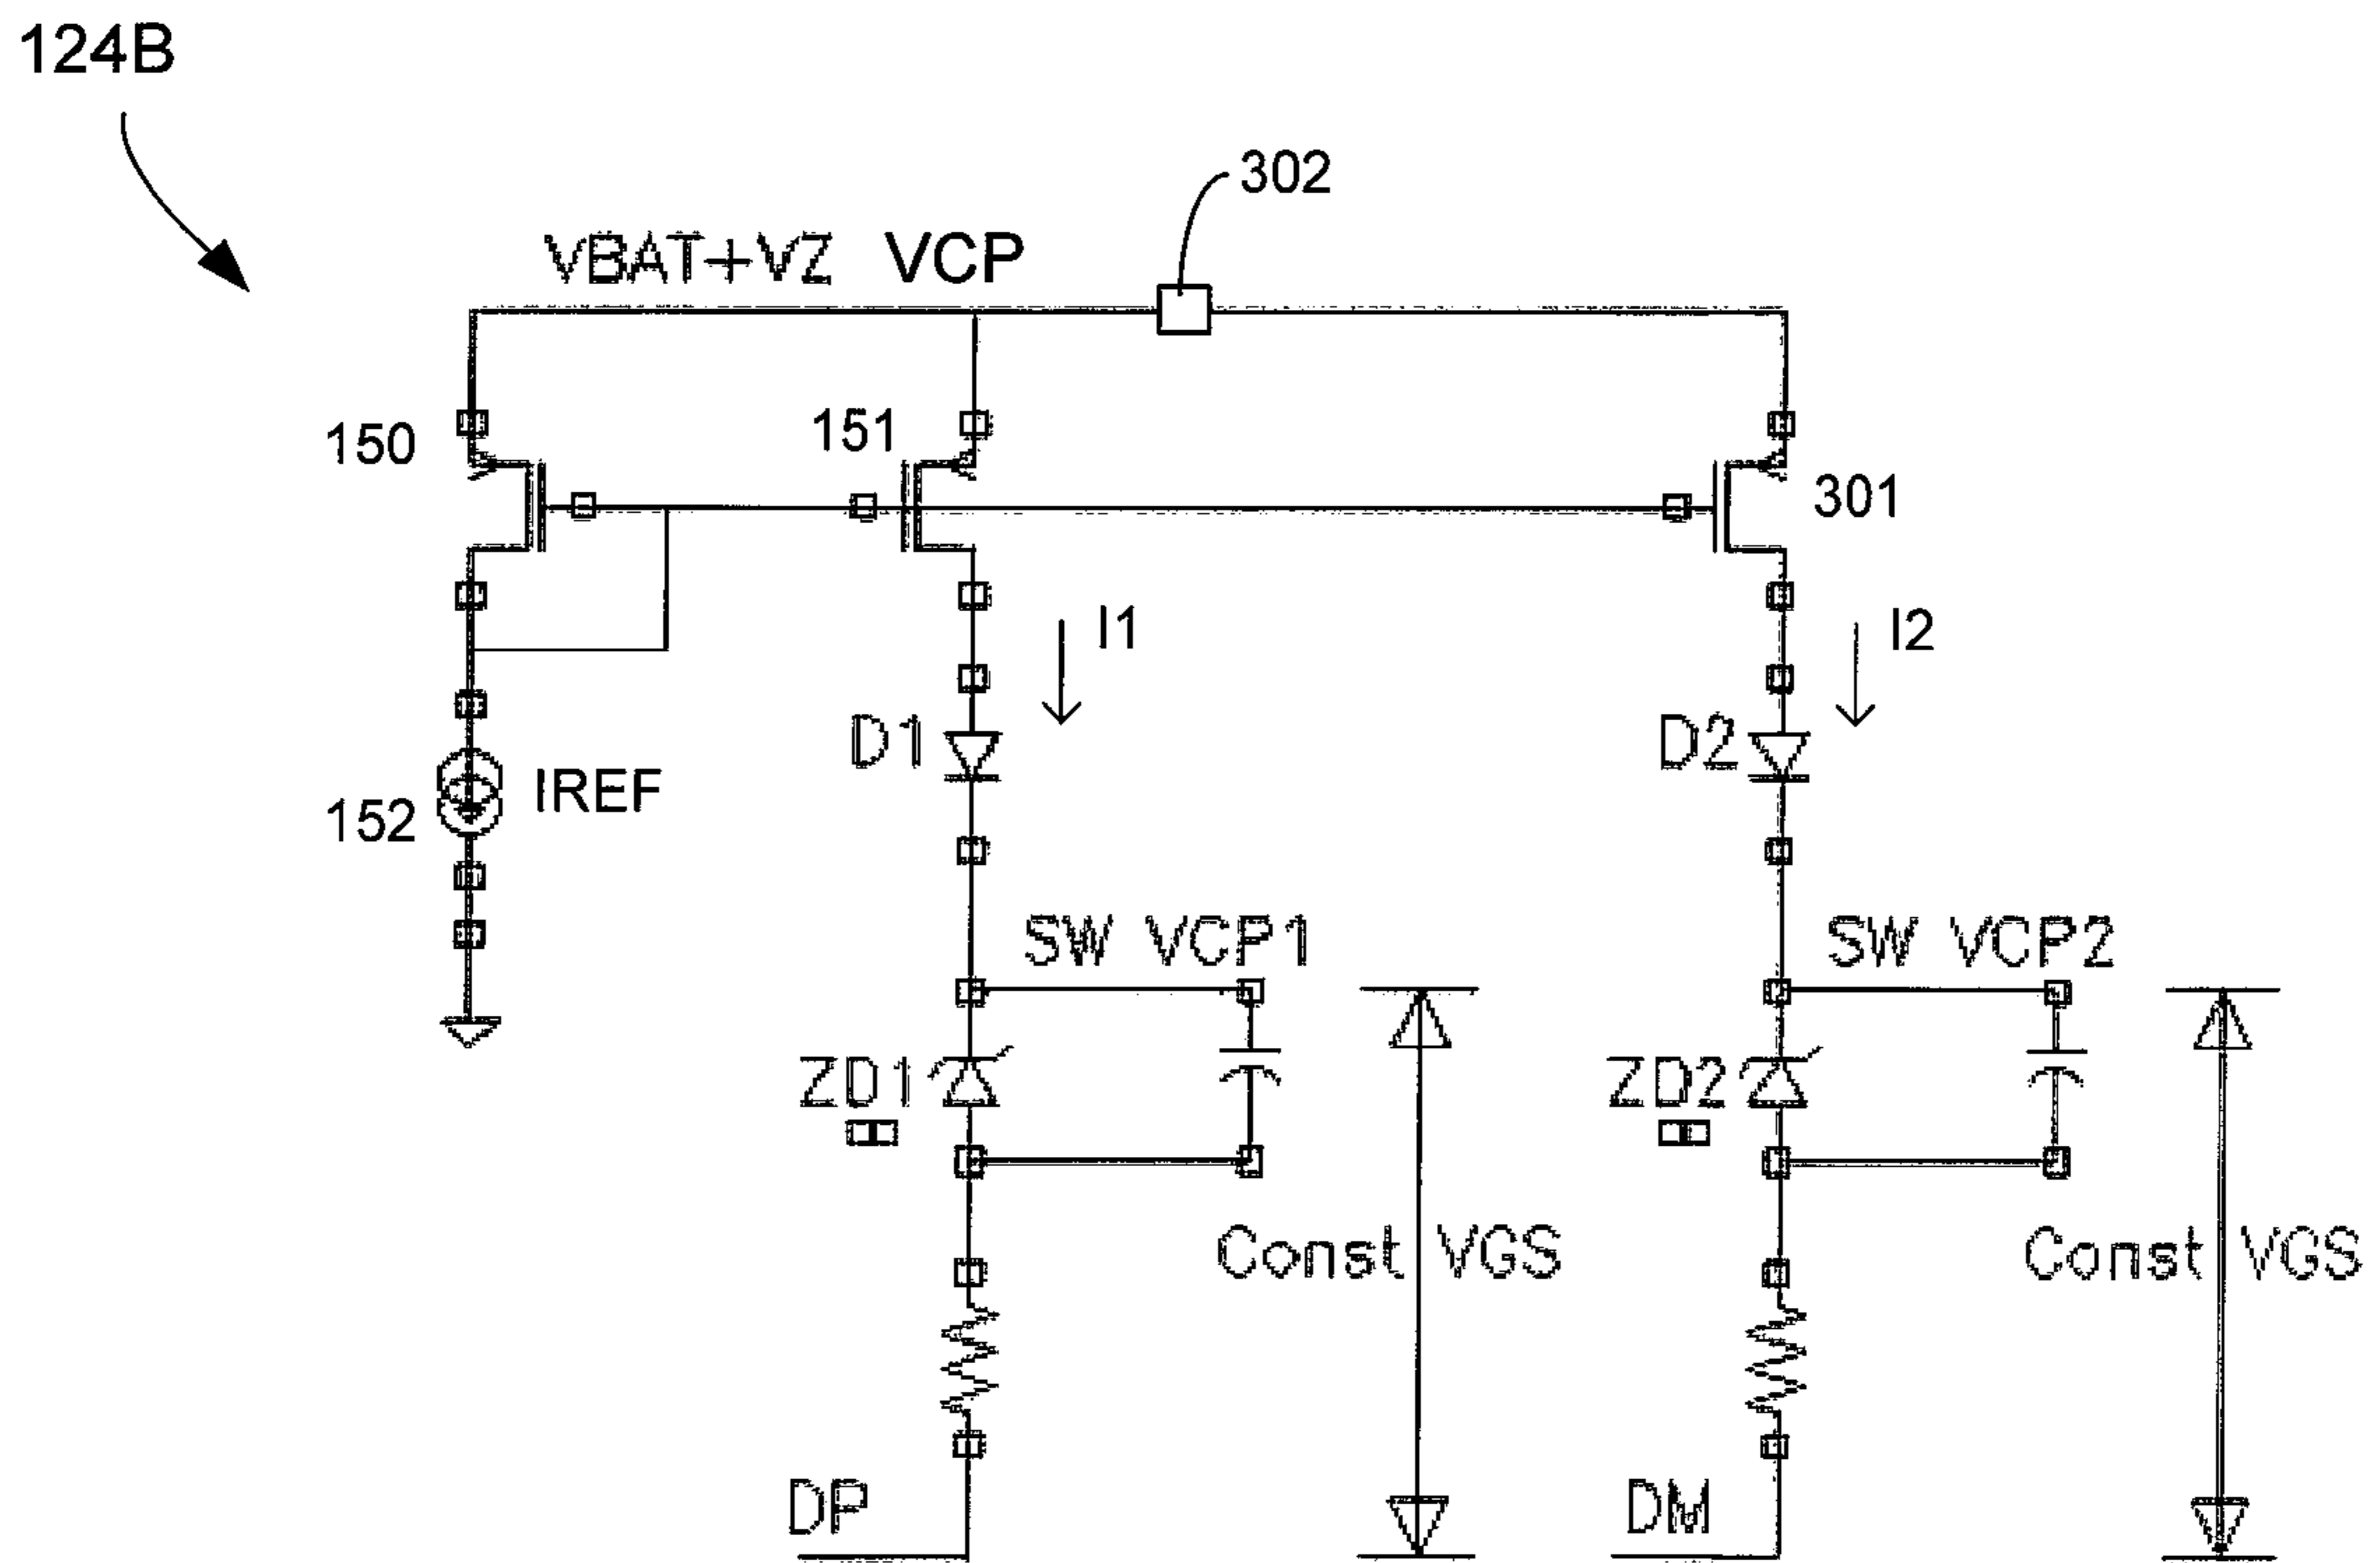 124B
302
VBAT+VZ VCP
150
151
301
I1
I2
D1
D2
152
IREF
SW VCP1
SW VCP2
ZD1
ZD2
Const VGS
Const VGS
DP
DM